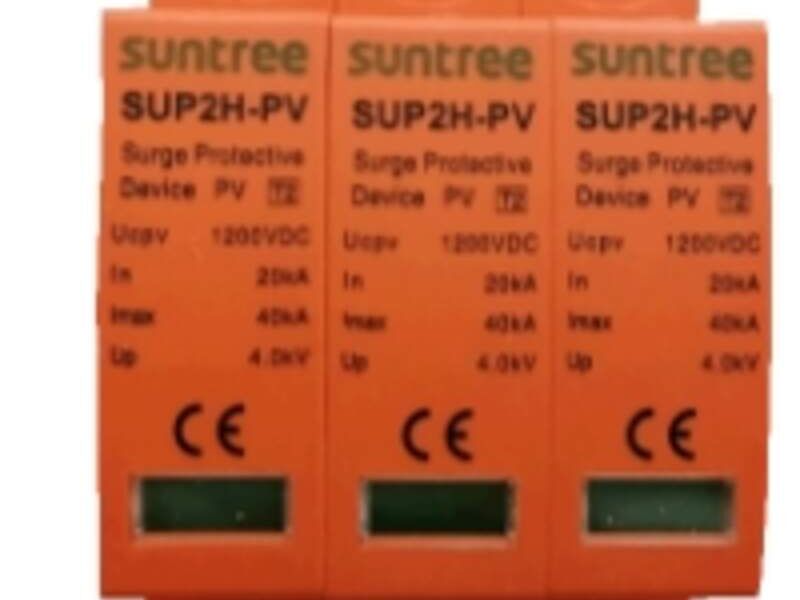 suntree suntree suntree
SUP2H-PV SUP2H-PV SUP2H-PV
Surge Protective Surge Protective Surge Protective
Device PV T2 Device PV T2 Device PV T2
Ucpv 1200VDC Ucpv 1200VDC Ucpv 1200VDC
In 20kA In 20kA In 20kA
Imax 40kA Imax 40kA Imax 40kA
Up 4.0kV Up 4.0kV Up 4.0kV
CE CE CE